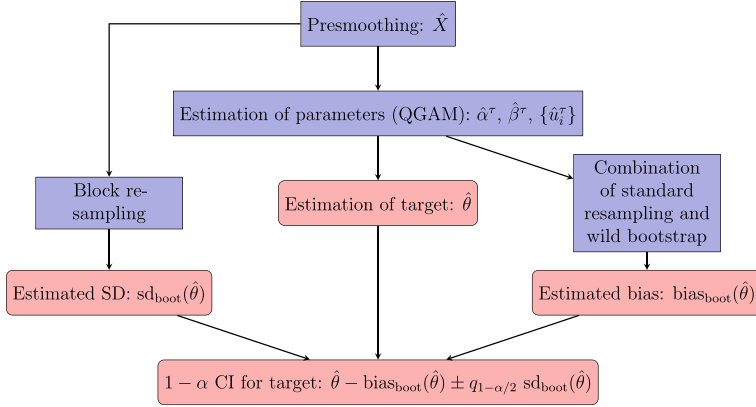 Presmoothing: X̂
Estimation of parameters (QGAM): α̂^τ, β̂^τ, {û_i^τ}
Block re-
sampling
Estimation of target: θ̂
Combination
of standard
resampling and
wild bootstrap
Estimated SD: sd_boot(θ̂)
Estimated bias: bias_boot(θ̂)
1 − α CI for target: θ̂ − bias_boot(θ̂) ± q_{1−α/2} sd_boot(θ̂)